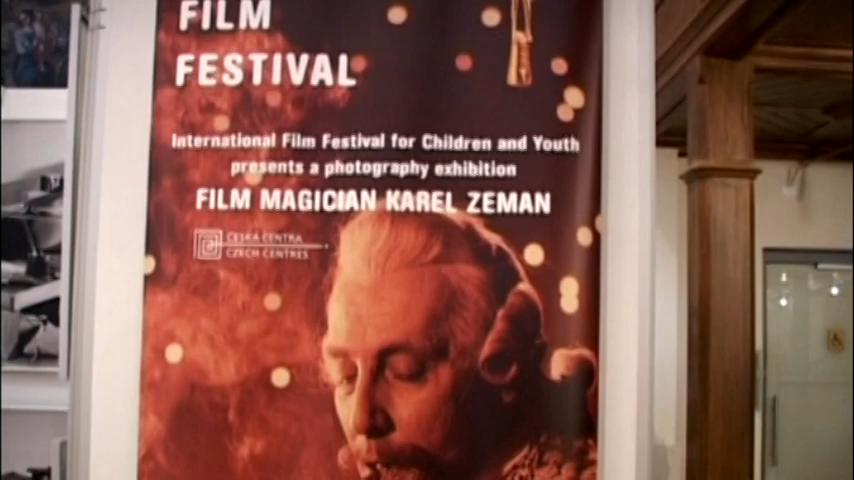 FILM
FESTIVAL
International Film Festival for Children and Youth
presents a photography exhibition
FILM MAGICIAN KAREL ZEMAN
ČESKÁ CENTRA
CZECH CENTRES